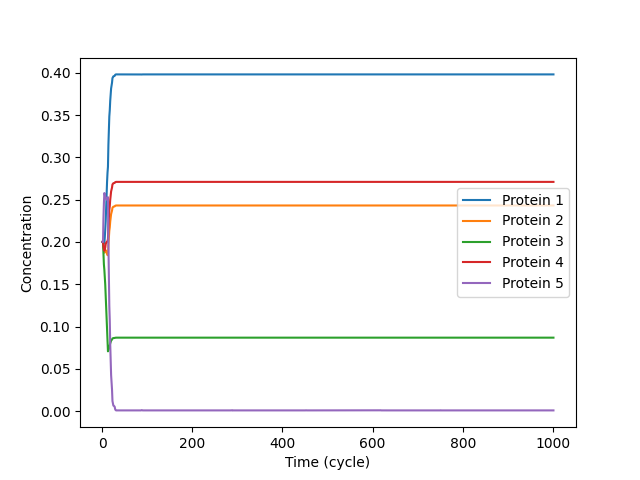 0.40
0.35
0.30
0.25
0.20
0.15
0.10
0.05
0.00
Concentration
0
200
400
600
800
1000
Time (cycle)
Protein 1
Protein 2
Protein 3
Protein 4
Protein 5